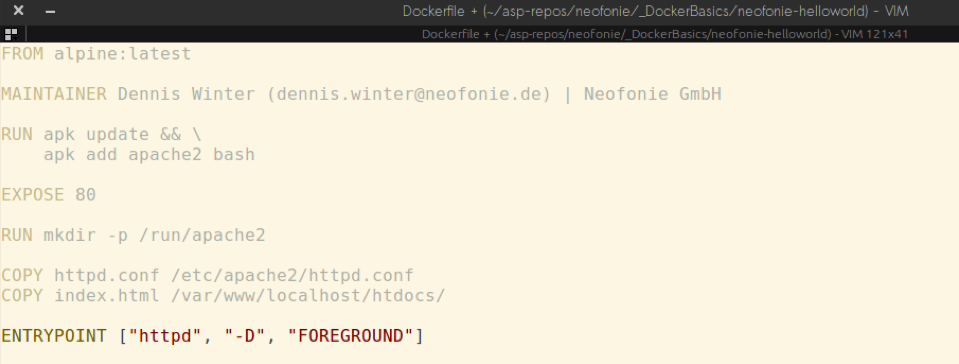 Dockerfile + (~/asp-repos/neofonie/_DockerBasics/neofonie-helloworld) - VIM
Dockerfile + (~/asp-repos/neofonie/_DockerBasics/neofonie-helloworld) - VIM 121x41
FROM alpine:latest
MAINTAINER Dennis Winter (dennis.winter@neofonie.de) | Neofonie GmbH
RUN apk update && \
    apk add apache2 bash
EXPOSE 80
RUN mkdir -p /run/apache2
COPY httpd.conf /etc/apache2/httpd.conf
COPY index.html /var/www/localhost/htdocs/
ENTRYPOINT ["httpd", "-D", "FOREGROUND"]